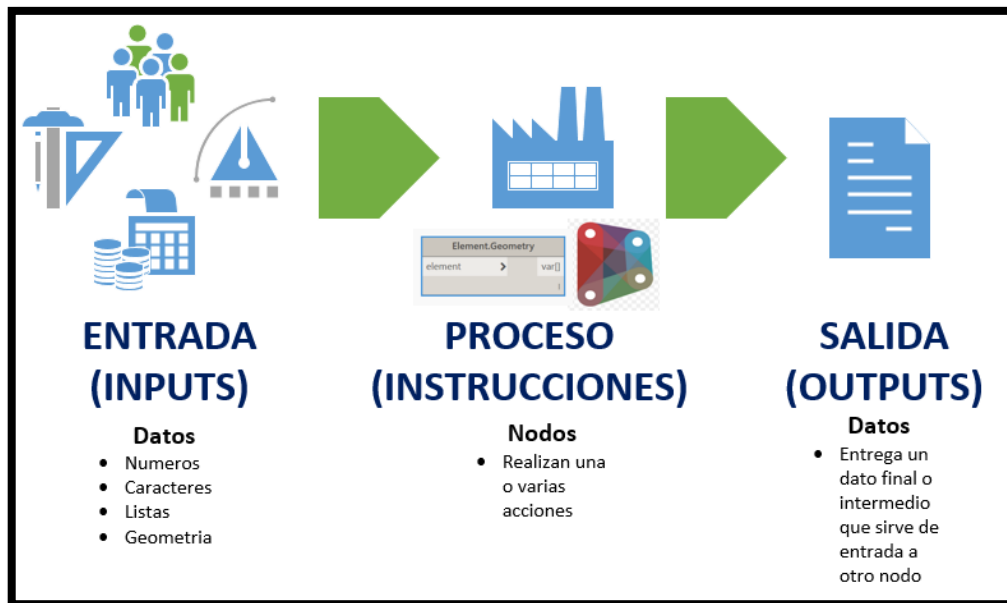 Element.Geometry
element > var[]
l
ENTRADA
(INPUTS)
Datos
• Numeros
• Caracteres
• Listas
• Geometria
PROCESO
(INSTRUCCIONES)
Nodos
• Realizan una
o varias
acciones
SALIDA
(OUTPUTS)
Datos
• Entrega un
dato final o
intermedio
que sirve de
entrada a
otro nodo